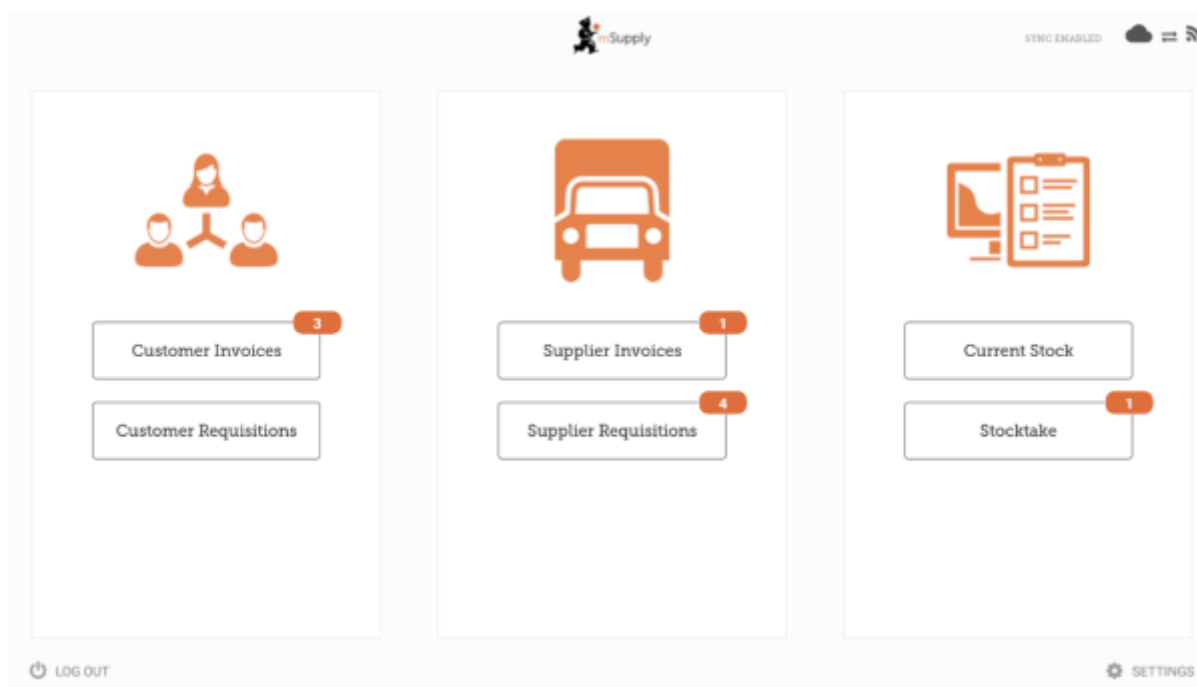 mSupply
SYNC ENABLED
3
Customer Invoices
Customer Requisitions
1
Supplier Invoices
4
Supplier Requisitions
Current Stock
1
Stocktake
LOG OUT
SETTINGS